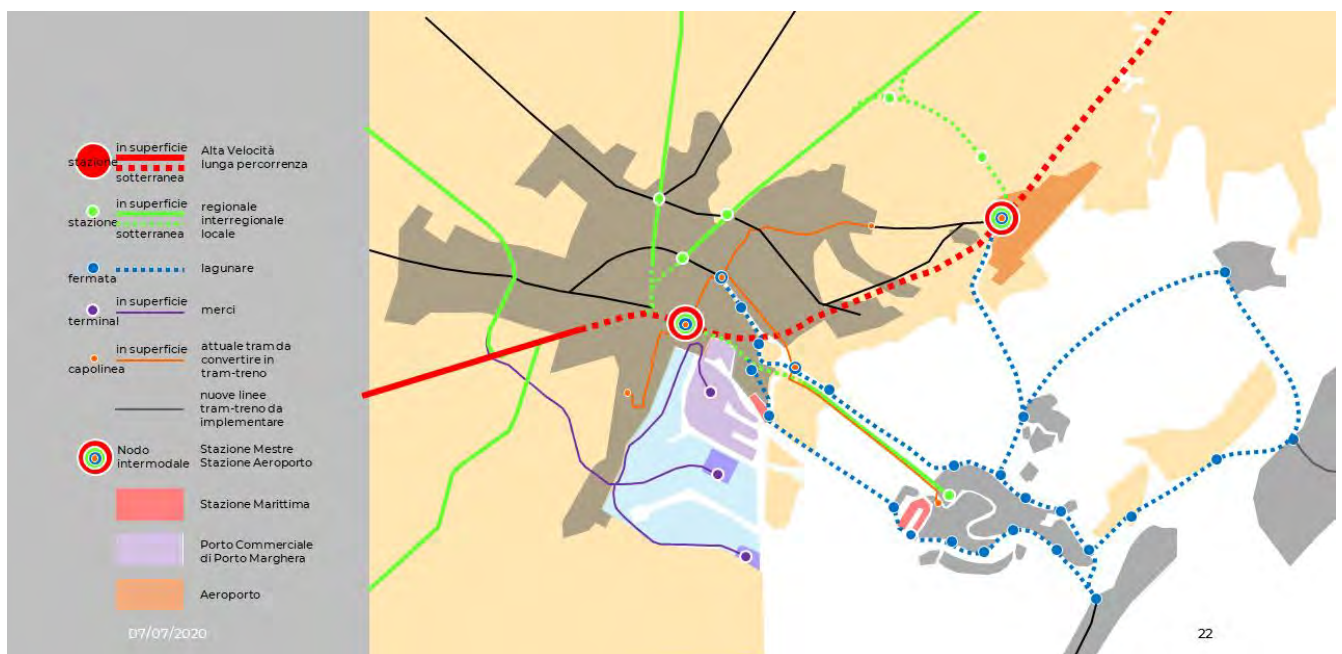 in superficie
stazione
sotterranea
Alta Velocità
lunga percorrenza
in superficie
stazione
sotterranea
regionale
interregionale
locale
fermata
lagunare
in superficie
terminal
merci
in superficie
capolinea
attuale tram da
convertire in
tram-treno
nuove linee
tram-treno da
implementare
Nodo
intermodale
Stazione Mestre
Stazione Aeroporto
Stazione Marittima
Porto Commerciale
di Porto Marghera
Aeroporto
07/07/2020
22